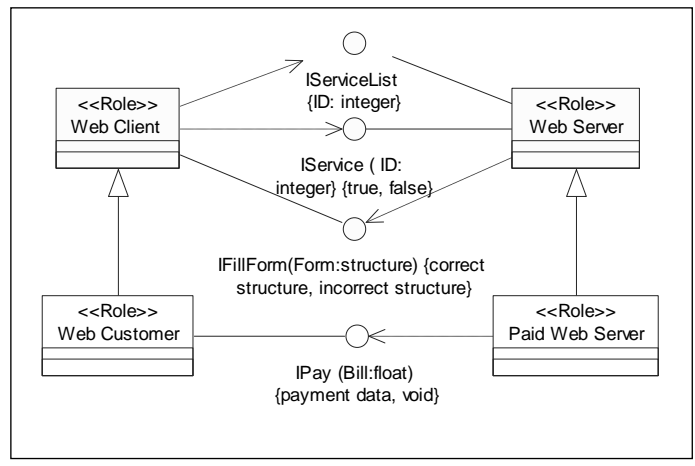 IServiceList
{ID: integer}
<<Role>>
Web Client
<<Role>>
Web Server
IService ( ID:
integer} {true, false}
IFillForm(Form:structure) {correct
structure, incorrect structure}
<<Role>>
Web Customer
<<Role>>
Paid Web Server
IPay (Bill:float)
{payment data, void}